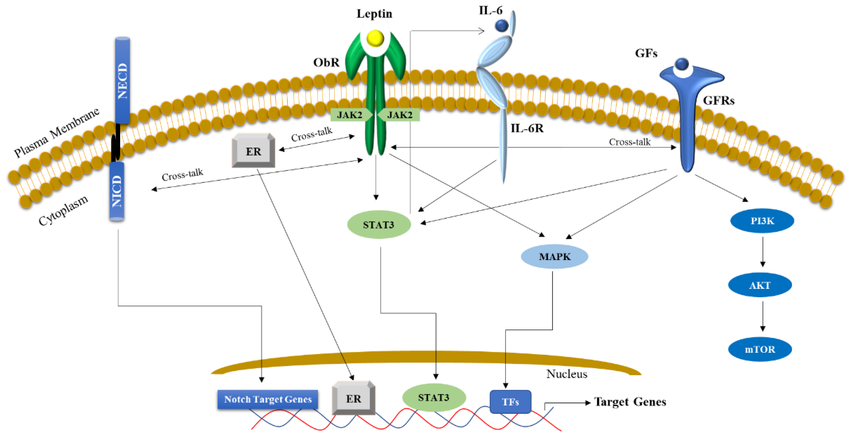 Leptin
IL-6
ObR
GFs
NECD
GFRs
Plasma Membrane
JAK2
JAK2
IL-6R
Cross-talk
Cross-talk
ER
Cross-talk
NICD
Cytoplasm
STAT3
PI3K
MAPK
AKT
mTOR
Nucleus
Notch Target Genes
ER
STAT3
TFs
Target Genes